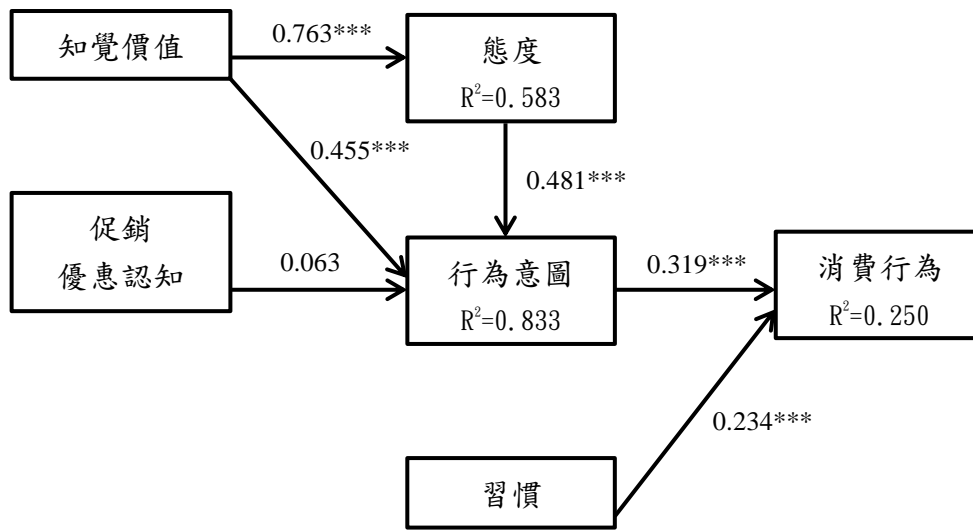 知覺價值
0.763***
態度
R²=0.583
0.455***
0.481***
促銷
優惠認知
0.063
行為意圖
R²=0.833
0.319***
消費行為
R²=0.250
0.234***
習慣